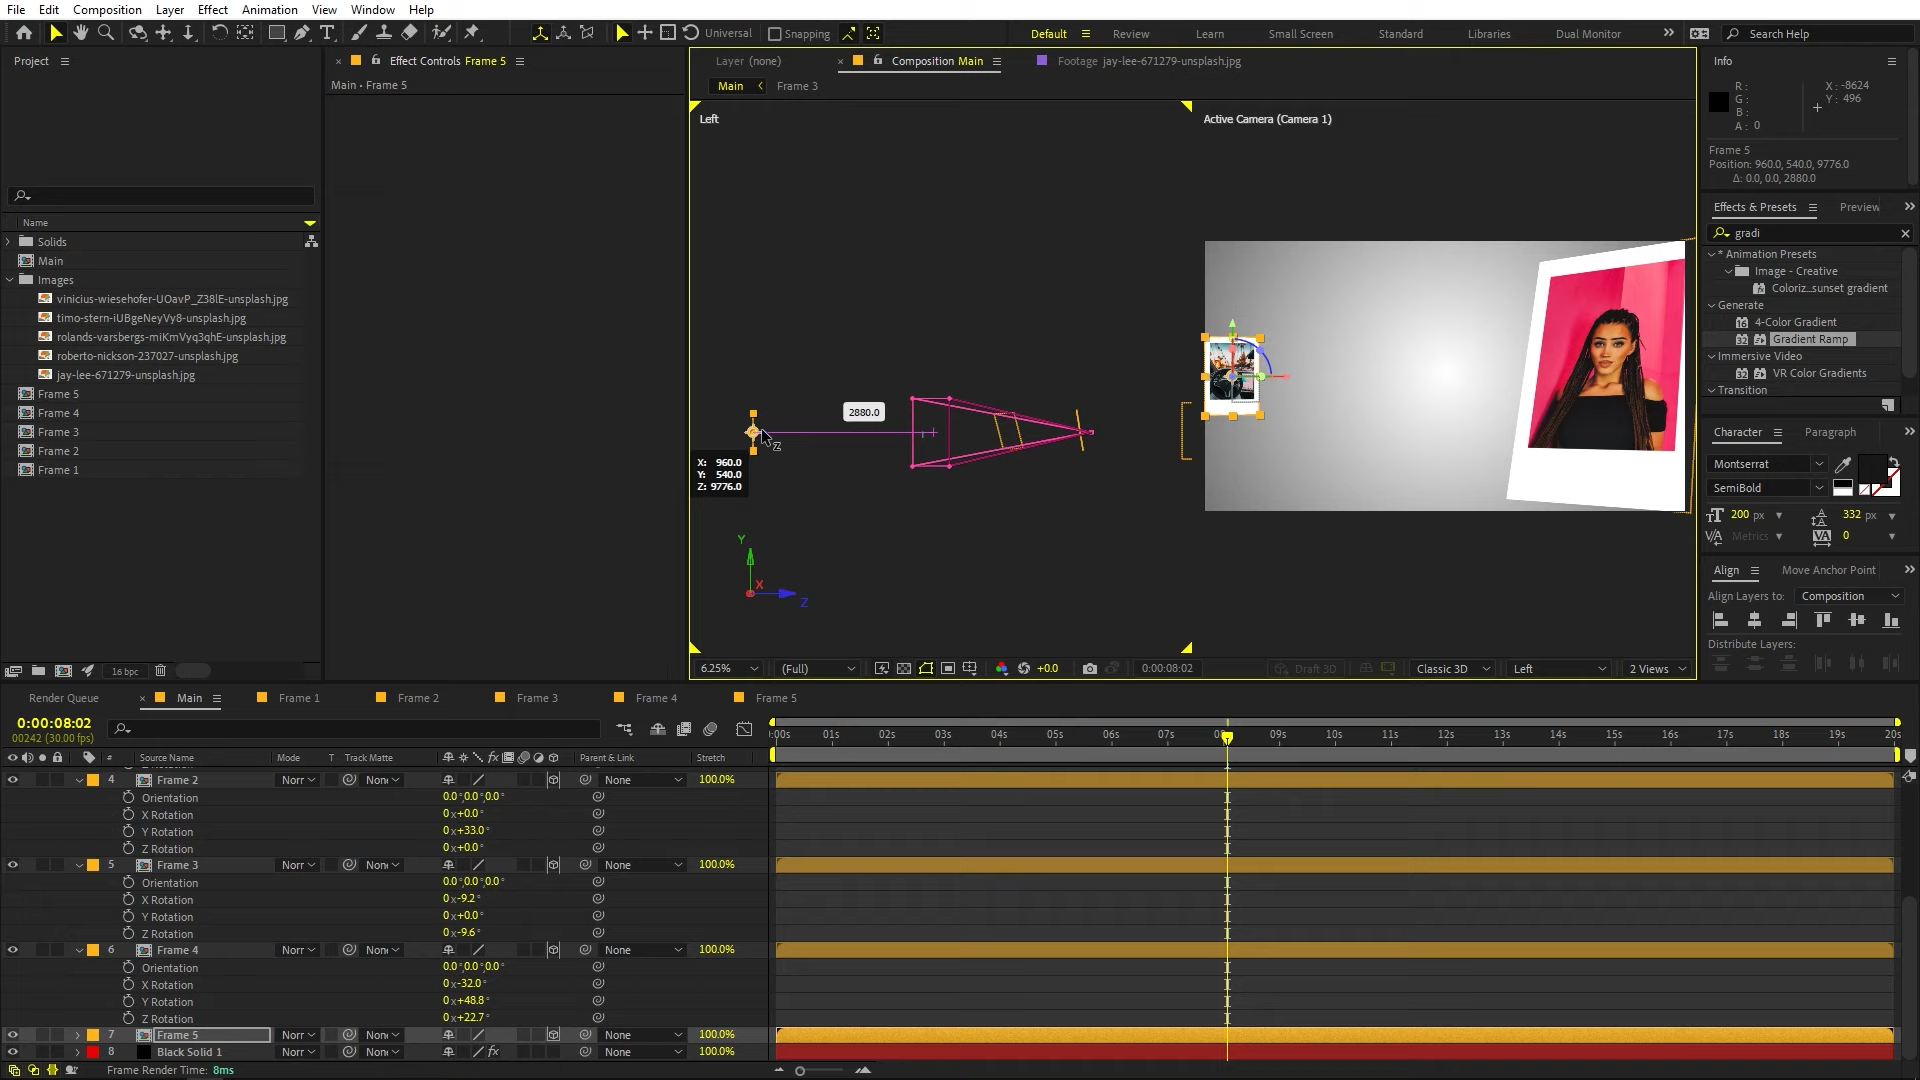 File Edit Composition Layer Effect Animation View Window Help
Universal Snapping Default Review Learn Small Screen Standard Libraries Dual Monitor Search Help
Project
Effect Controls Frame 5
Main • Frame 5
Layer (none) Composition Main Footage jay-lee-671279-unsplash.jpg
Main Frame 3
Name
Solids
Main
Images
vinicius-wiesehofer-UOavP_Z38lE-unsplash.jpg
timo-stern-iUBgeNeyVy8-unsplash.jpg
rolands-varsbergs-miKmVyq3qhE-unsplash.jpg
roberto-nickson-237027-unsplash.jpg
jay-lee-671279-unsplash.jpg
Frame 5
Frame 4
Frame 3
Frame 2
Frame 1
16 bpc
Left
Active Camera (Camera 1)
2880.0
Z
X: 960.0
Y: 540.0
Z: 9776.0
Y
X
Z
6.25% (Full) +0.0 0:00:08:02 Draft 3D Classic 3D Left 2 Views
Info
R :
G :
B :
A : 0
X : -8624
Y : 496
Frame 5
Position: 960.0, 540.0, 9776.0
Δ: 0.0, 0.0, 2880.0
Effects & Presets Preview
gradi
* Animation Presets
Image - Creative
Coloriz...sunset gradient
Generate
4-Color Gradient
Gradient Ramp
Immersive Video
VR Color Gradients
Transition
Character Paragraph
Montserrat
SemiBold
200 px 332 px
Metrics 0
Align Move Anchor Point
Align Layers to: Composition
Distribute Layers:
Render Queue Main Frame 1 Frame 2 Frame 3 Frame 4 Frame 5
0:00:08:02
00242 (30.00 fps)
# Source Name Mode T Track Matte fx Parent & Link Stretch
:00s 01s 02s 03s 04s 05s 06s 07s 09s 10s 11s 12s 13s 14s 15s 16s 17s 18s 19s 20s
4 Frame 2 Norr None None 100.0%
Orientation 0.0°,0.0°,0.0°
X Rotation 0x+0.0°
Y Rotation 0x+33.0°
Z Rotation 0x+0.0°
5 Frame 3 Norr None None 100.0%
Orientation 0.0°,0.0°,0.0°
X Rotation 0x-9.2°
Y Rotation 0x+0.0°
Z Rotation 0x-9.6°
6 Frame 4 Norr None None 100.0%
Orientation 0.0°,0.0°,0.0°
X Rotation 0x-32.0°
Y Rotation 0x+48.8°
Z Rotation 0x+22.7°
7 Frame 5 Norr None None 100.0%
8 Black Solid 1 Norr None fx None 100.0%
Frame Render Time: 8ms